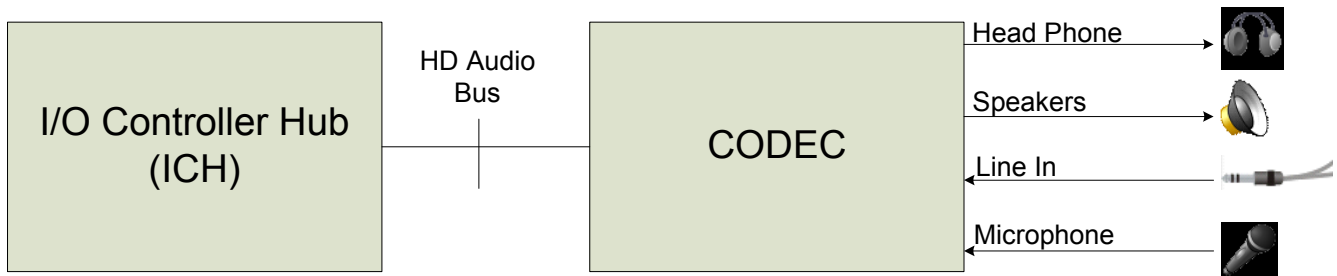 I/O Controller Hub
(ICH)
HD Audio
Bus
CODEC
Head Phone
Speakers
Line In
Microphone